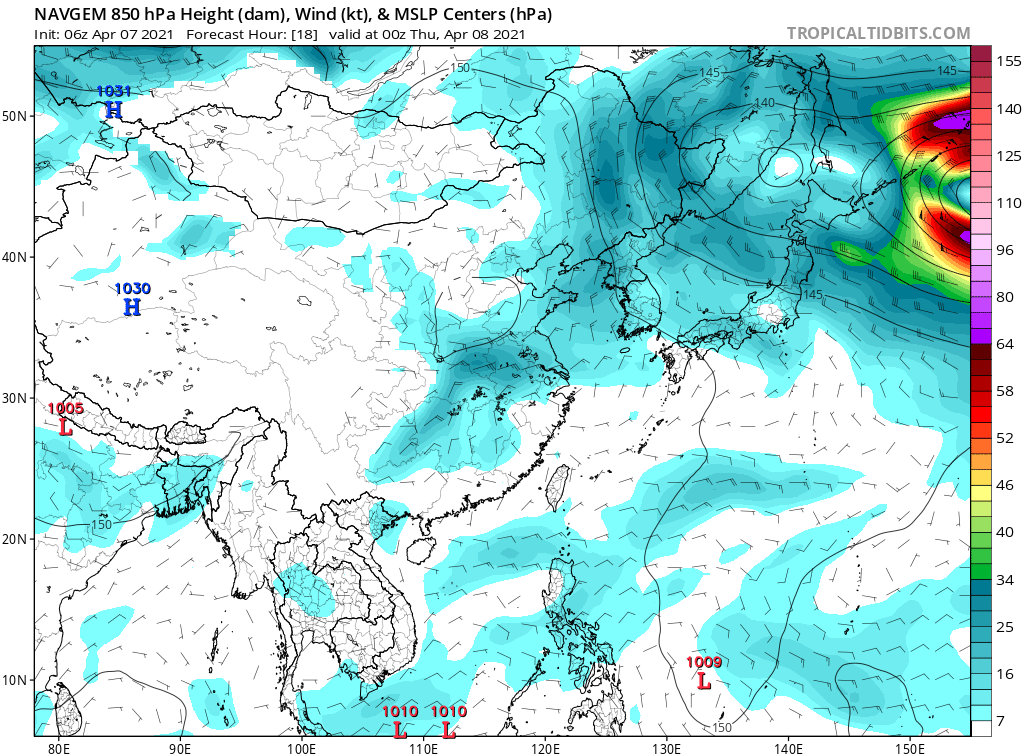 NAVGEM 850 hPa Height (dam), Wind (kt), & MSLP Centers (hPa)
Init: 06z Apr 07 2021 Forecast Hour: [18] valid at 00z Thu, Apr 08 2021
TROPICALTIDBITS.COM
150
145
145
155
1031
H
140
140
50N
125
110
40N
96
1030
H
145
80
64
58
30N
1005
L
52
46
150
40
20N
34
25
1009
L
16
10N
1010
L
1010
L
150
7
80E
90E
100E
110E
120E
130E
140E
150E